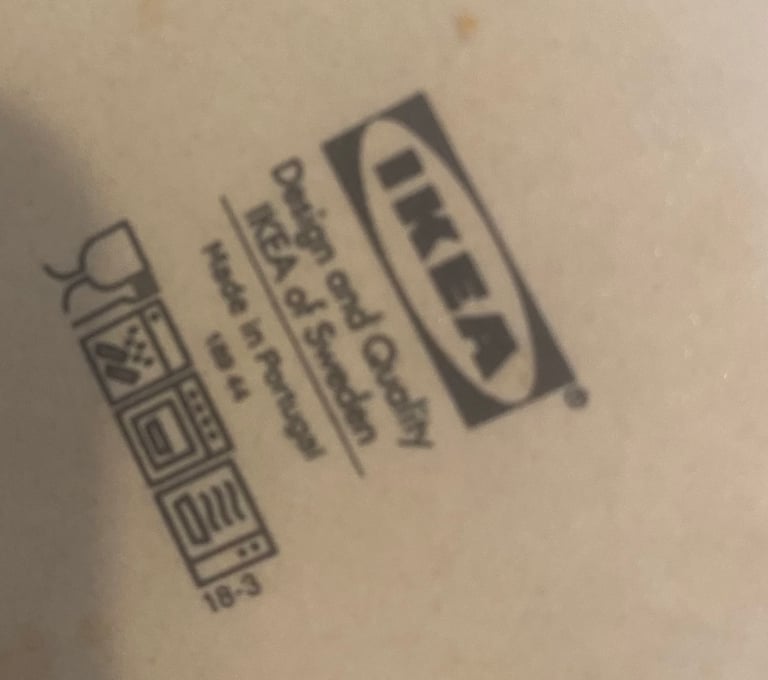 IKEA®
Design and Quality
IKEA of Sweden
Made in Portugal
18-3